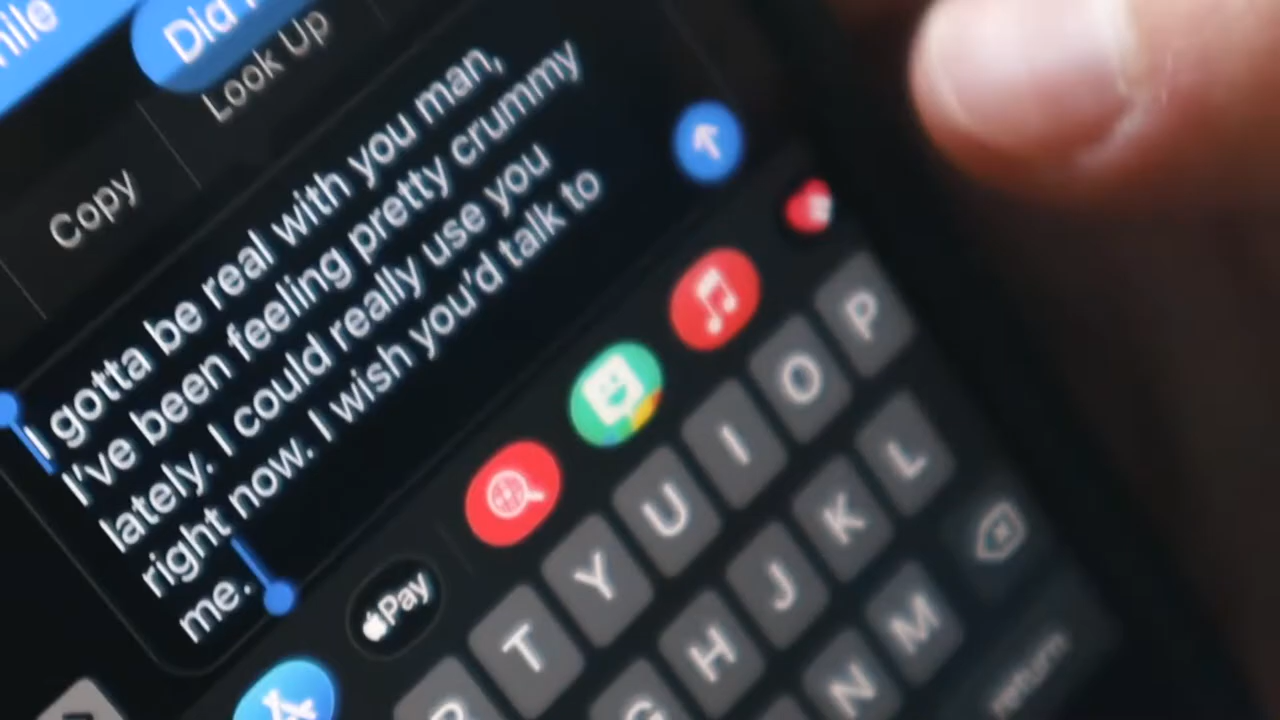 Did
Look Up
Copy
I gotta be real with you man,
I've been feeling pretty crummy
lately. I could really use you
right now. I wish you'd talk to
me.
Pay
T Y U I O P
G H J K L
N M
return